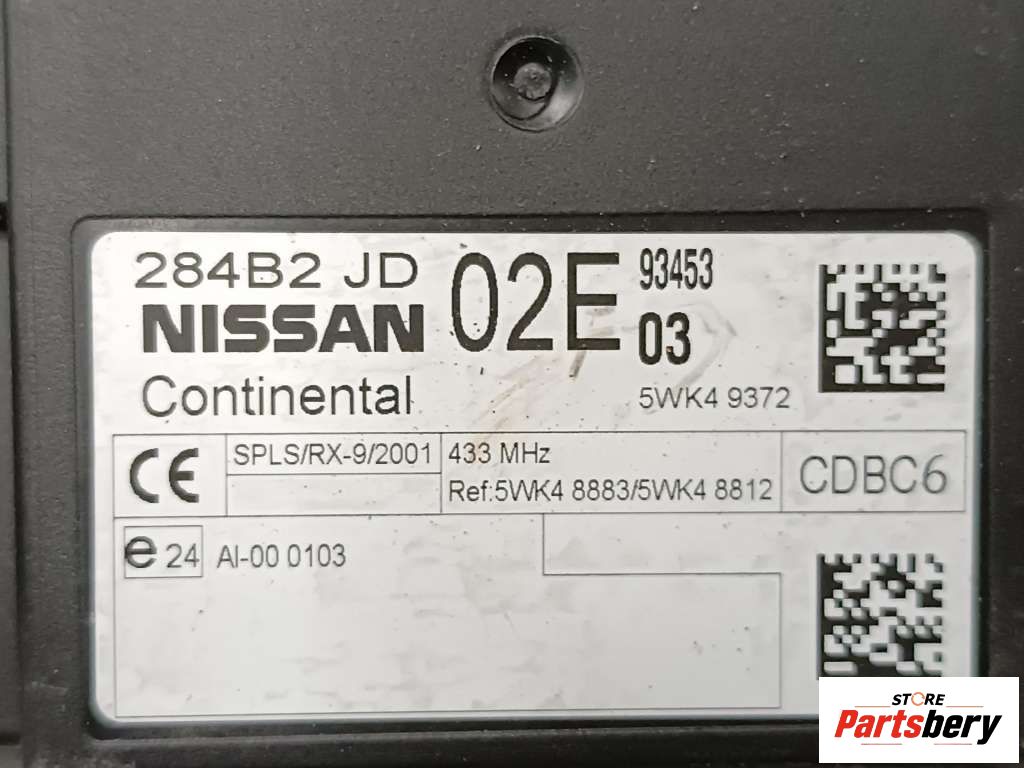 284B2 JD 02E 93453
NISSAN 03
Continental 5WK4 9372
CE SPLS/RX-9/2001 433 MHz CDBC6
Ref:5WK4 8883/5WK4 8812
e 24 AI-00 0103
STORE
Partsbery